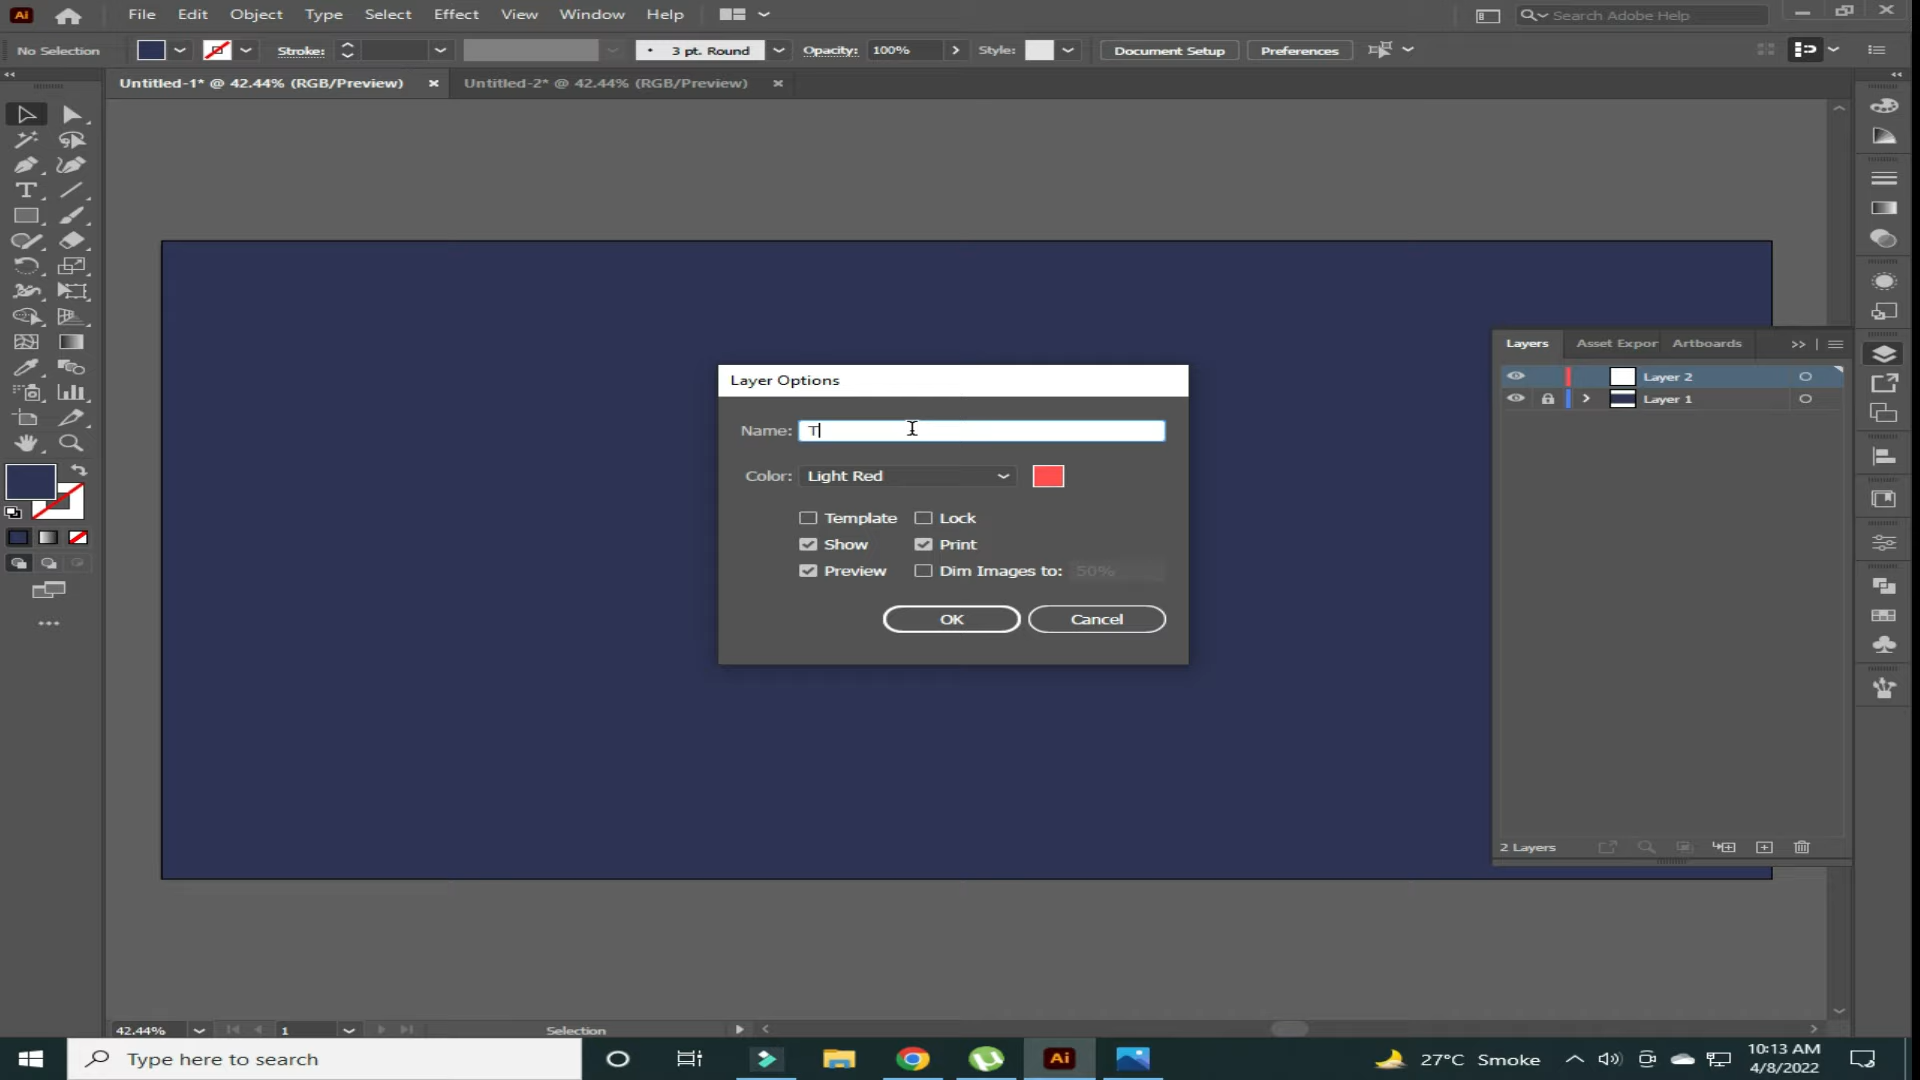 Ai File Edit Object Type Select Effect View Window Help Search Adobe Help
No Selection Stroke: 3 pt. Round Opacity: 100% Style: Document Setup Preferences
Untitled-1* @ 42.44% (RGB/Preview) Untitled-2* @ 42.44% (RGB/Preview)
Layers Asset Expor Artboards
Layer 2
Layer 1
2 Layers
Layer Options
Name: T
Color: Light Red
Template Lock
Show Print
Preview Dim Images to: 50%
OK Cancel
42.44% 1 Selection
Type here to search Ai 27°C Smoke 10:13 AM
4/8/2022